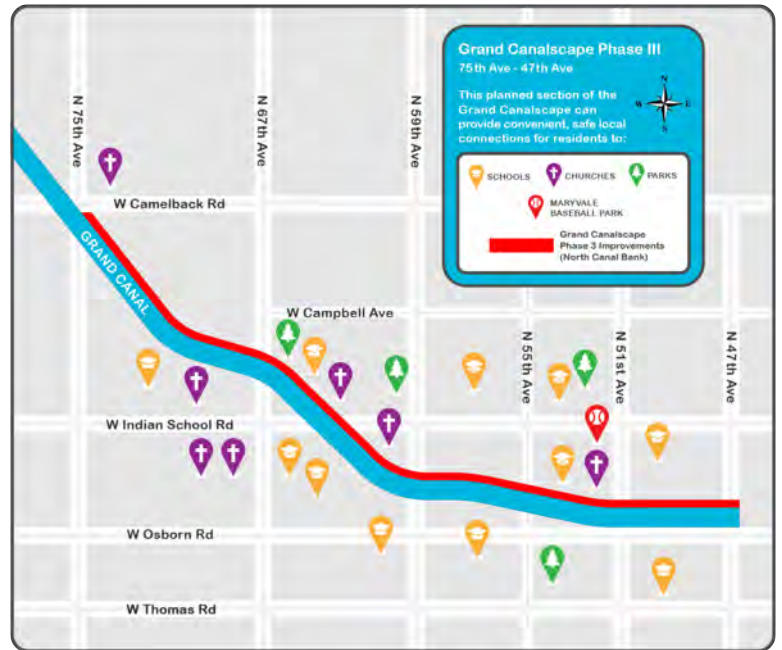 Grand Canalscape Phase III
75th Ave - 47th Ave
This planned section of the
Grand Canalscape can
provide convenient, safe local
connections for residents to:
N
W E
S
SCHOOLS
CHURCHES
PARKS
MARYVALE
BASEBALL PARK
Grand Canalscape
Phase 3 Improvements
(North Canal Bank)
N 75th Ave
N 67th Ave
N 59th Ave
W Camelback Rd
GRAND CANAL
W Campbell Ave
N 55th Ave
N 51st Ave
N 47th Ave
W Indian School Rd
W Osborn Rd
W Thomas Rd